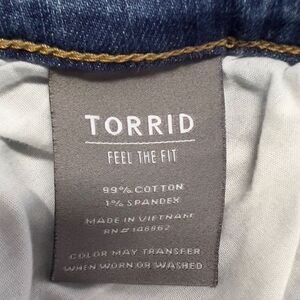 TORRID
FEEL THE FIT
99% COTTON
1% SPANDEX
MADE IN VIETNAM
RN# 148862
COLOR MAY TRANSFER
WHEN WORN OR WASHED